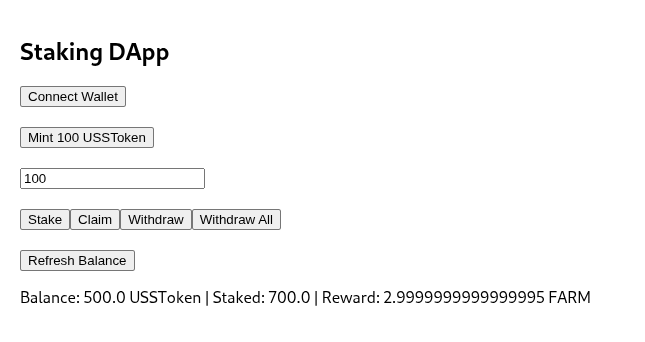 Staking DApp
Connect Wallet
Mint 100 USSToken
100
Stake Claim Withdraw Withdraw All
Refresh Balance
Balance: 500.0 USSToken | Staked: 700.0 | Reward: 2.9999999999999995 FARM